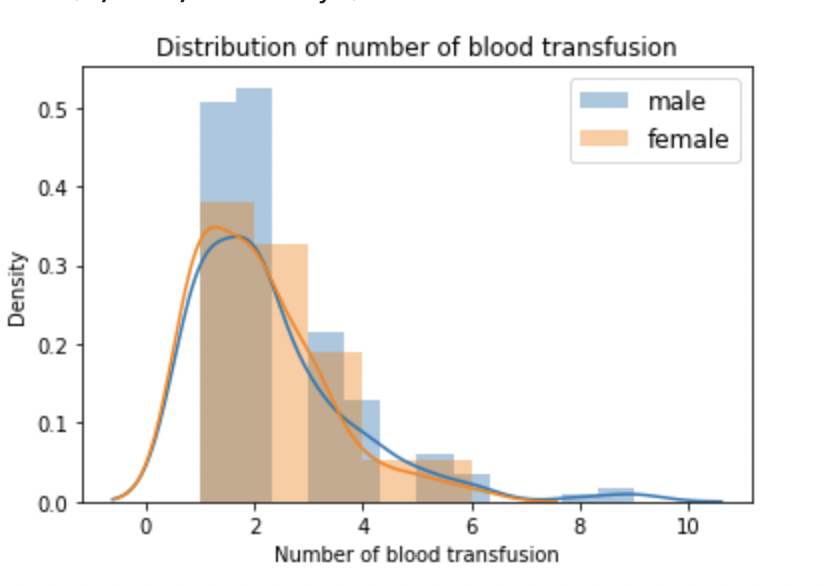 Distribution of number of blood transfusion
male
female
Density
0.5
0.4
0.3
0.2
0.1
0.0
0 2 4 6 8 10
Number of blood transfusion